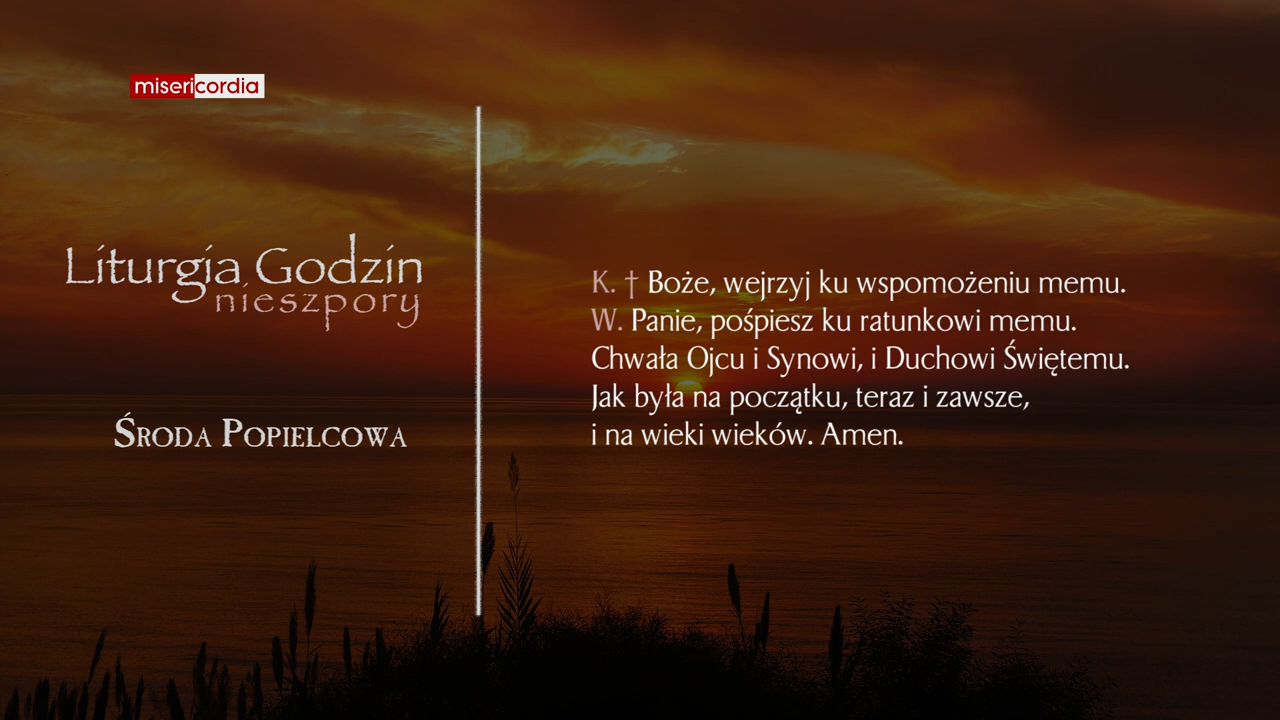 misericordia
Liturgia Godzin
nieszpory
Środa Popielcowa
K. † Boże, wejrzyj ku wspomożeniu memu.
W. Panie, pośpiesz ku ratunkowi memu.
Chwała Ojcu i Synowi, i Duchowi Świętemu.
Jak była na początku, teraz i zawsze,
i na wieki wieków. Amen.